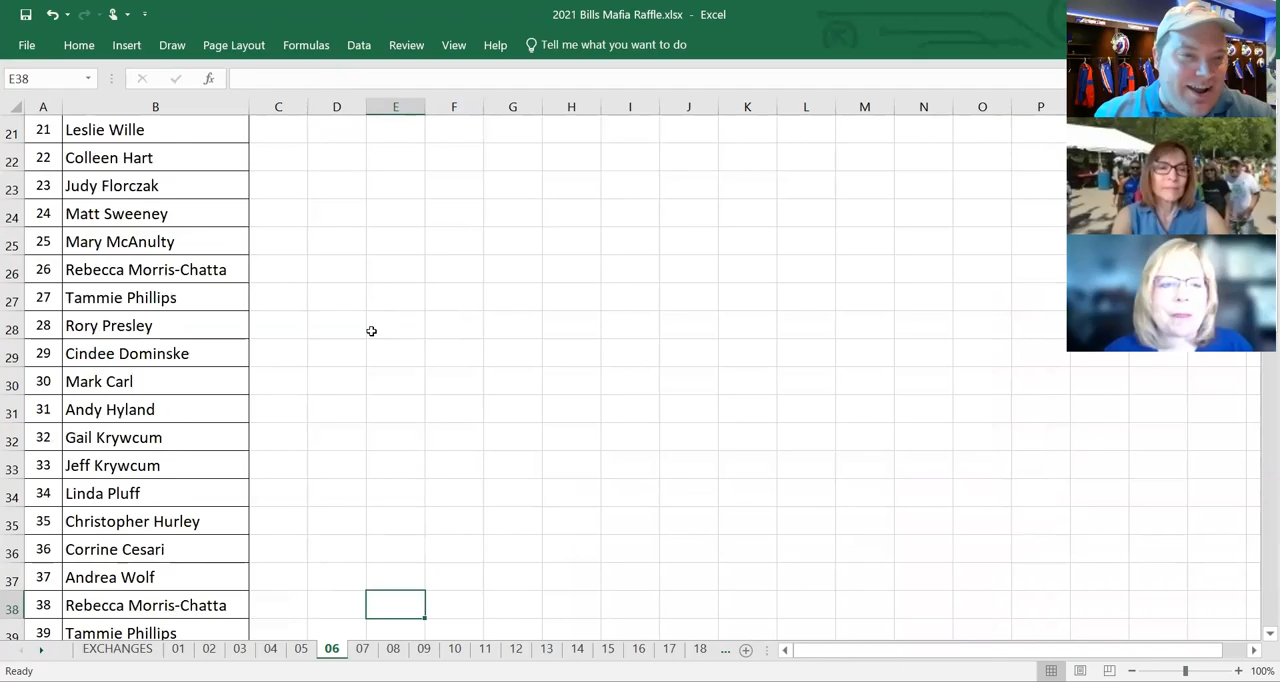 2021 Bills Mafia Raffle.xlsx - Excel
File Home Insert Draw Page Layout Formulas Data Review View Help Tell me what you want to do
E38 fx
A B C D E F G H I J K L M N O P
21 21 Leslie Wille
22 22 Colleen Hart
23 23 Judy Florczak
24 24 Matt Sweeney
25 25 Mary McAnulty
26 26 Rebecca Morris-Chatta
27 27 Tammie Phillips
28 28 Rory Presley
29 29 Cindee Dominske
30 30 Mark Carl
31 31 Andy Hyland
32 32 Gail Krywcum
33 33 Jeff Krywcum
34 34 Linda Pluff
35 35 Christopher Hurley
36 36 Corrine Cesari
37 37 Andrea Wolf
38 38 Rebecca Morris-Chatta
39 39 Tammie Phillips
EXCHANGES 01 02 03 04 05 06 07 08 09 10 11 12 13 14 15 16 17 18 ...
Ready 100%